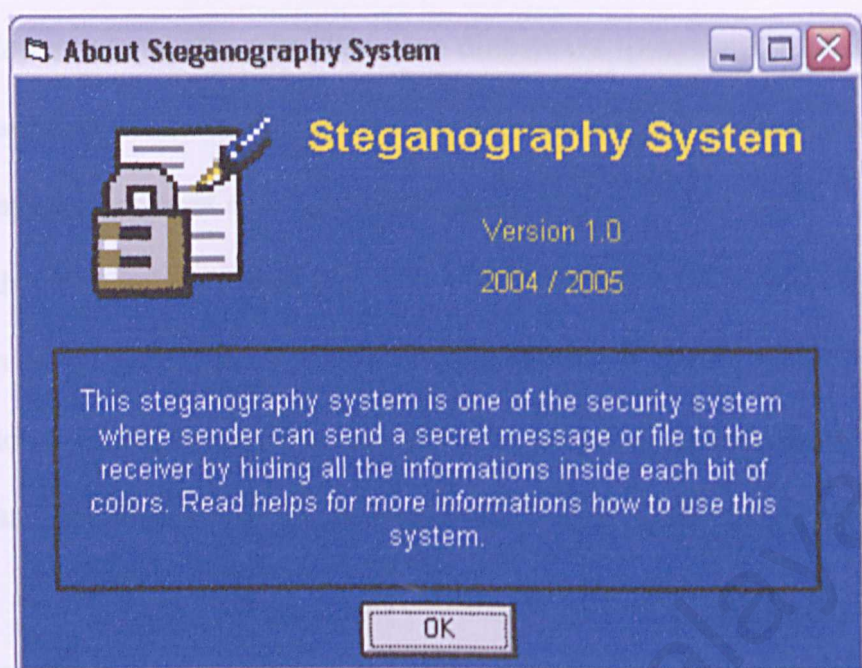 About Steganography System
Steganography System
Version 1.0
2004 / 2005
This steganography system is one of the security system
where sender can send a secret message or file to the
receiver by hiding all the informations inside each bit of
colors. Read helps for more informations how to use this
system.
OK